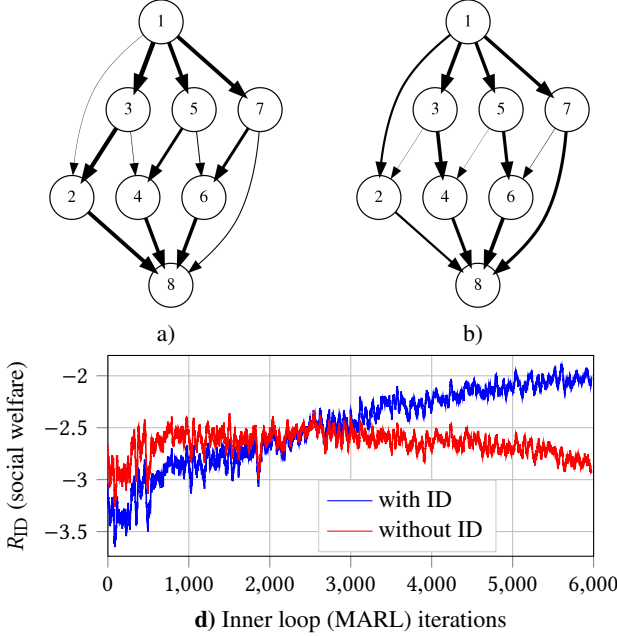 1
1
3 5 7
3 5 7
2 4 6
2 4 6
8
8
a)
b)
R_ID (social welfare)
−2
−2.5
−3
−3.5
with ID
without ID
0 1,000 2,000 3,000 4,000 5,000 6,000
d) Inner loop (MARL) iterations